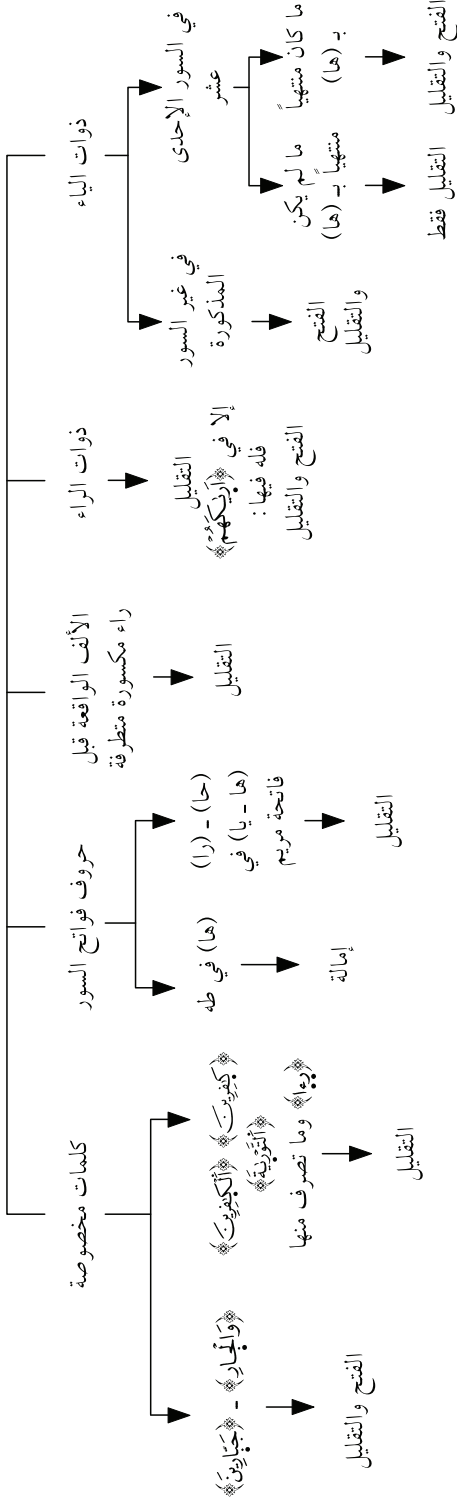 ذوات الياء
في السور الإحدى
عشر
ما كان منتهياً
بـ (ها)
الفتح والتقليل
ما لم يكن
منتهياً بـ (ها)
التقليل فقط
في غير السور
المذكورة
الفتح
والتقليل
ذوات الراء
التقليل
إلا في ﴿أَرَىٰكَهُمْ﴾
فله فيها :
الفتح والتقليل
الألف الواقعة قبل
راء مكسورة متطرفة
التقليل
حروف فواتح السور
(حا) ـ (را)
(ها ـ يا) في
فاتحة مريم
التقليل
(ها) في طه
إمالة
كلمات مخصوصة
﴿كَٰفِرِينَ﴾ ﴿ٱلْكَٰفِرِينَ﴾
﴿ٱلتَّوْرَىٰةَ﴾
﴿رَءَا﴾ وما تصرف منها
التقليل
﴿وَٱلْجَارِ﴾ - ﴿جَبَّارِينَ﴾
الفتح والتقليل